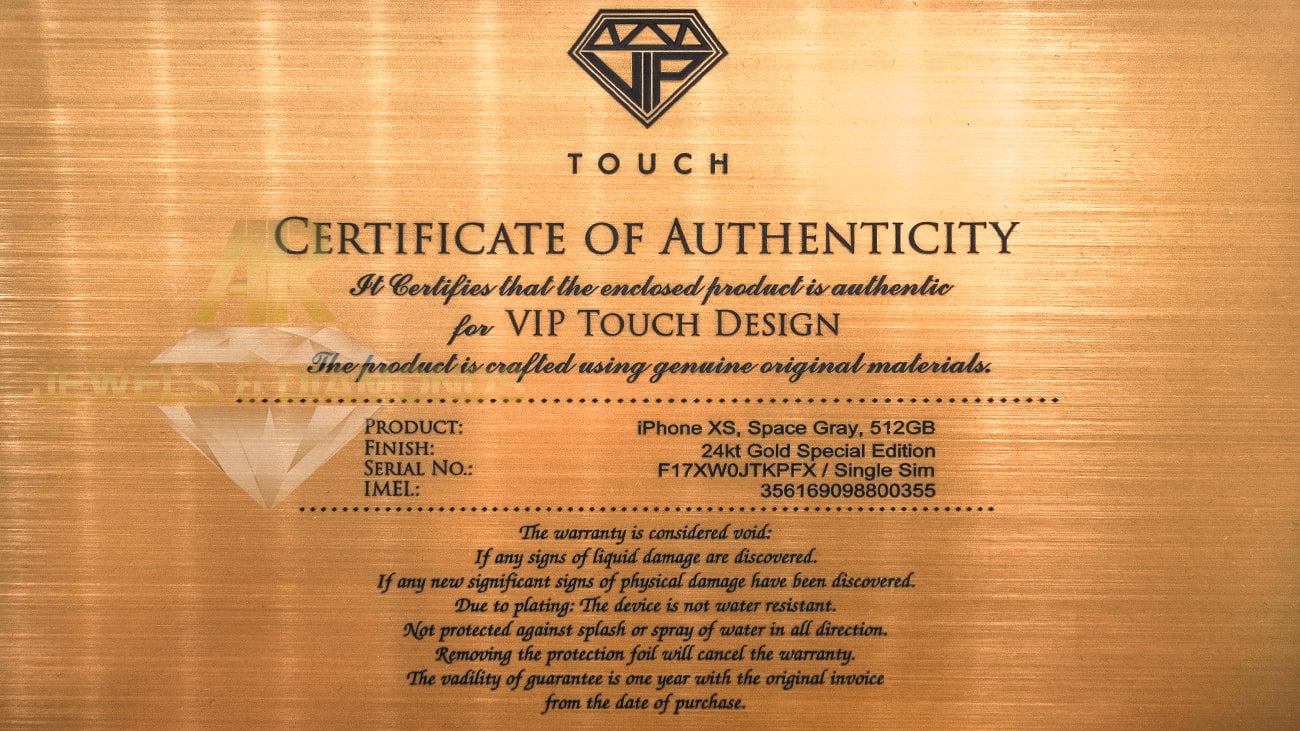 VIP
TOUCH
CERTIFICATE OF AUTHENTICITY
It Certifies that the enclosed product is authentic
for VIP TOUCH DESIGN
The product is crafted using genuine original materials.
AR
JEWELS & DIAMONDS
PRODUCT: iPhone XS, Space Gray, 512GB
FINISH: 24kt Gold Special Edition
SERIAL NO.: F17XW0JTKPFX / Single Sim
IMEI.: 356169098800355
The warranty is considered void:
If any signs of liquid damage are discovered.
If any new significant signs of physical damage have been discovered.
Due to plating: The device is not water resistant.
Not protected against splash or spray of water in all direction.
Removing the protection foil will cancel the warranty.
The vadility of guarantee is one year with the original invoice
from the date of purchase.